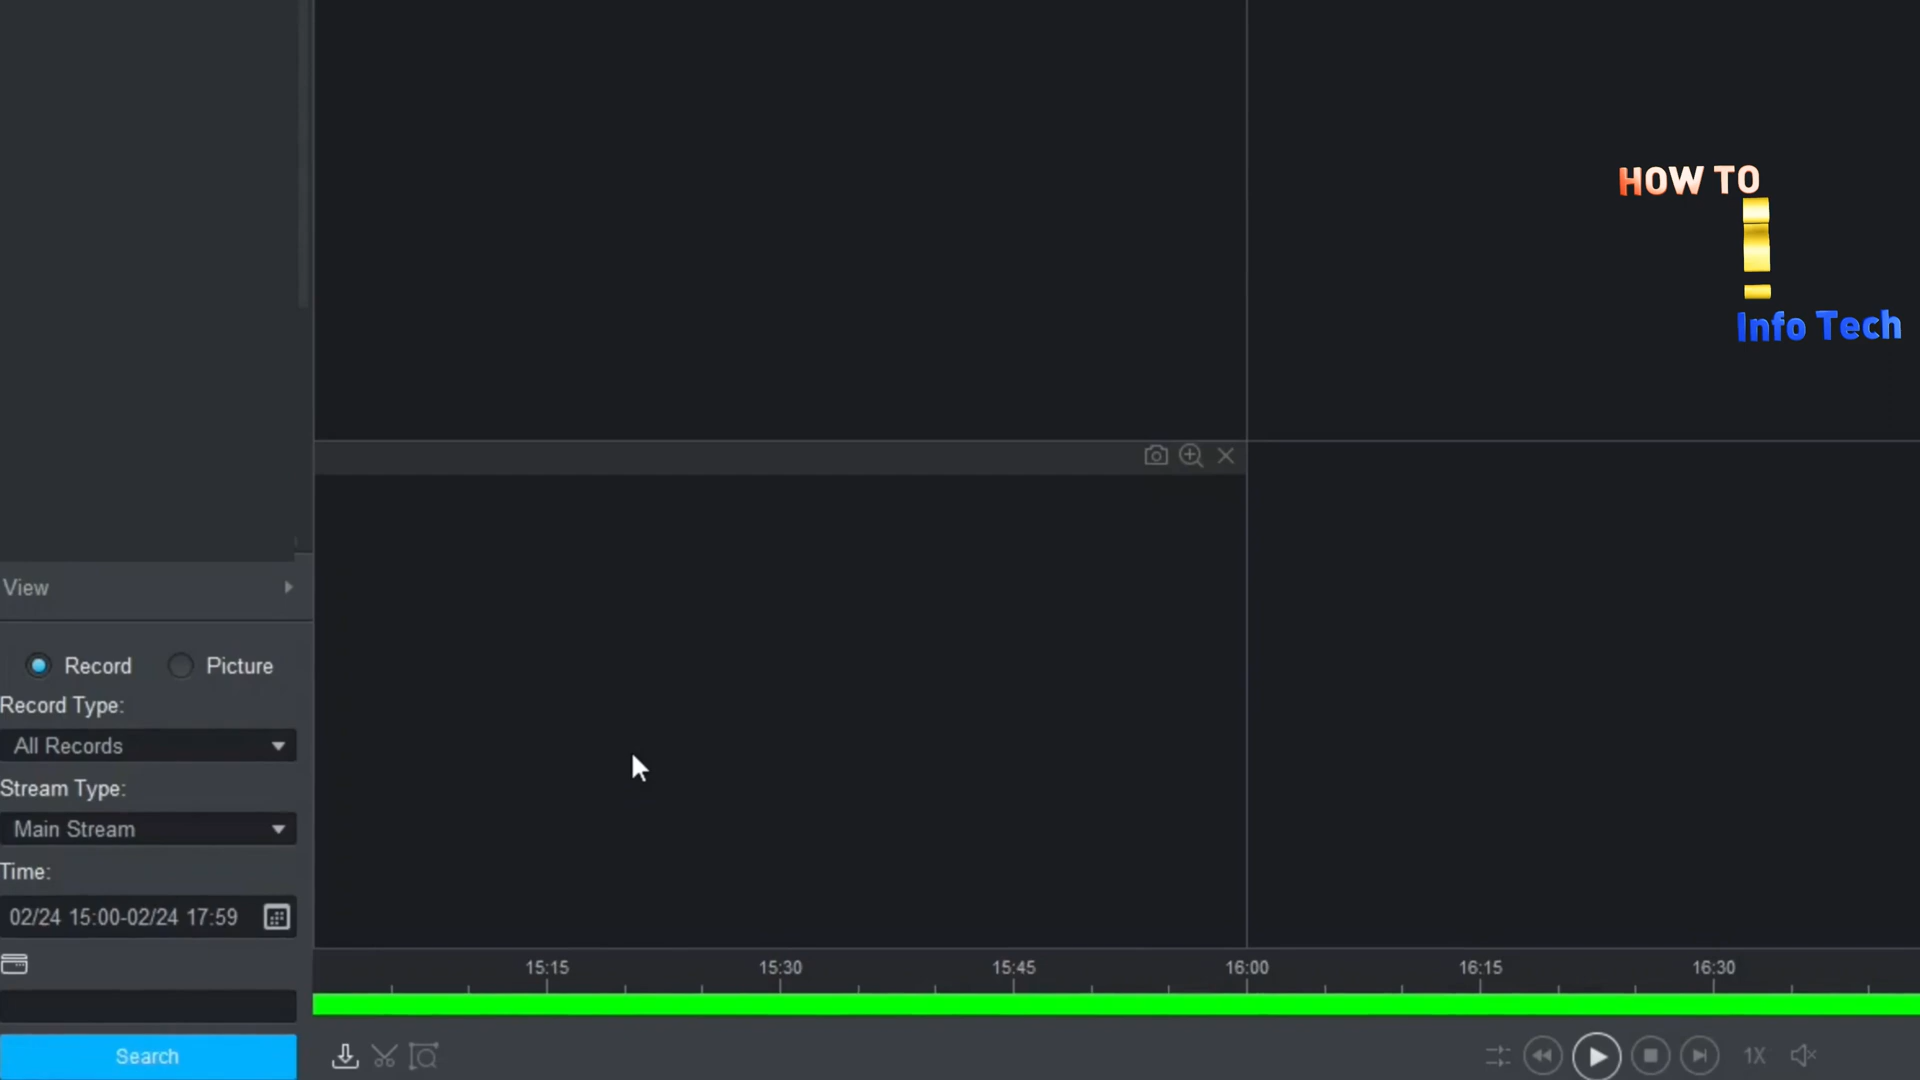 HOW TO
Info Tech
View
Record Picture
Record Type:
All Records
Stream Type:
Main Stream
Time:
02/24 15:00-02/24 17:59
15:15 15:30 15:45 16:00 16:15 16:30
Search
1X